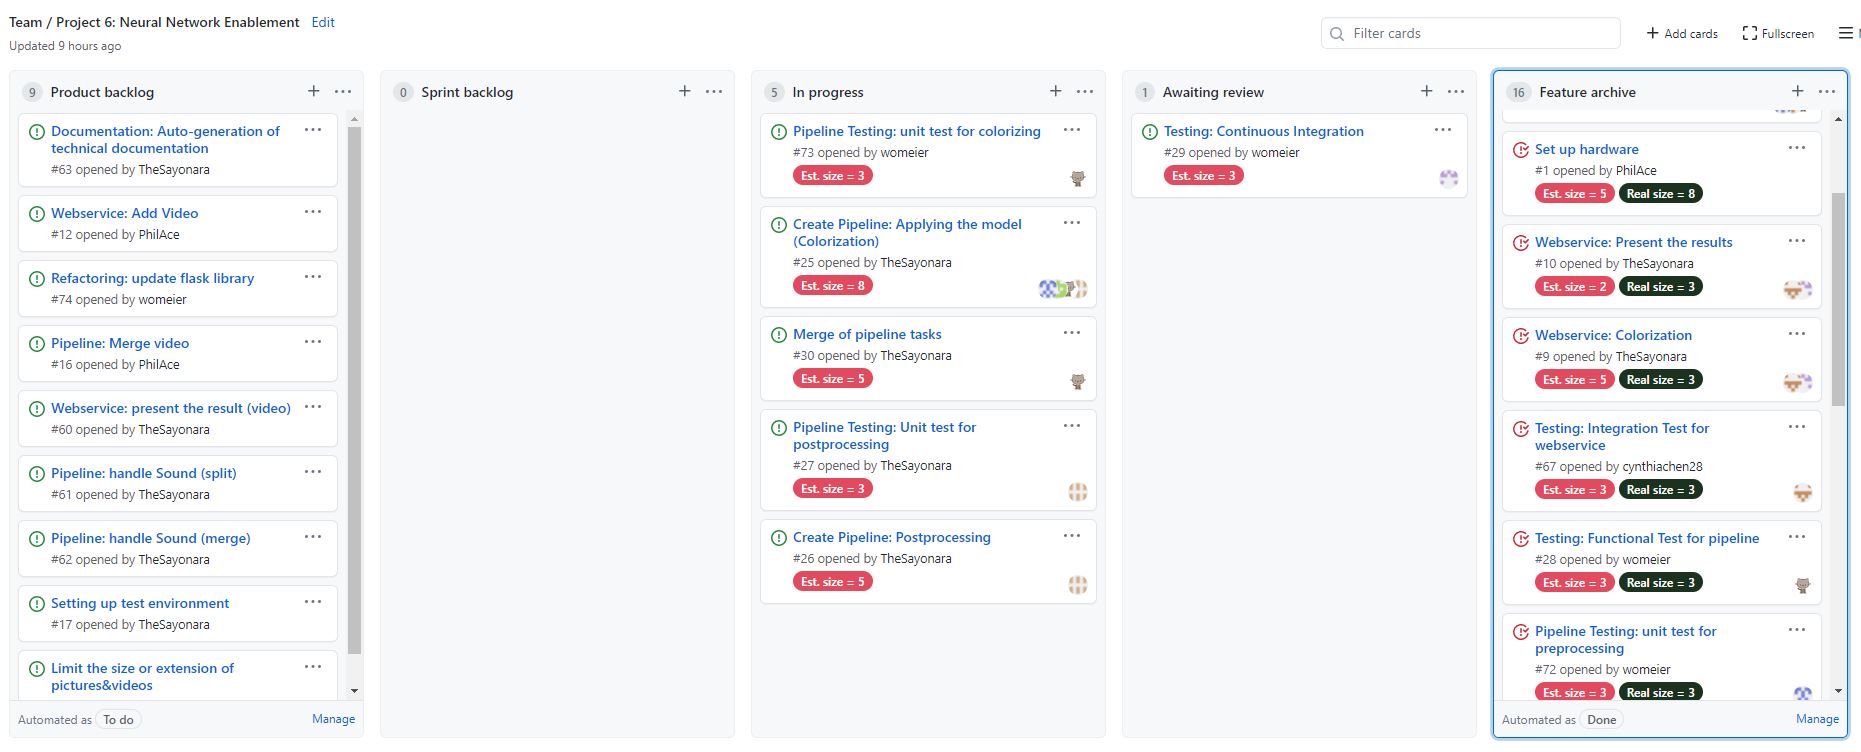 Team / Project 6: Neural Network Enablement Edit
Updated 9 hours ago
Filter cards
Add cards
Fullscreen
9 Product backlog
Documentation: Auto-generation of
technical documentation
#63 opened by TheSayonara
Webservice: Add Video
#12 opened by PhilAce
Refactoring: update flask library
#74 opened by womeier
Pipeline: Merge video
#16 opened by PhilAce
Webservice: present the result (video)
#60 opened by TheSayonara
Pipeline: handle Sound (split)
#61 opened by TheSayonara
Pipeline: handle Sound (merge)
#62 opened by TheSayonara
Setting up test environment
#17 opened by TheSayonara
Limit the size or extension of
pictures&videos
Automated as To do Manage
0 Sprint backlog
5 In progress
Pipeline Testing: unit test for colorizing
#73 opened by womeier
Est. size = 3
Create Pipeline: Applying the model
(Colorization)
#25 opened by TheSayonara
Est. size = 8
Merge of pipeline tasks
#30 opened by TheSayonara
Est. size = 5
Pipeline Testing: Unit test for
postprocessing
#27 opened by TheSayonara
Est. size = 3
Create Pipeline: Postprocessing
#26 opened by TheSayonara
Est. size = 5
1 Awaiting review
Testing: Continuous Integration
#29 opened by womeier
Est. size = 3
16 Feature archive
Set up hardware
#1 opened by PhilAce
Est. size = 5 Real size = 8
Webservice: Present the results
#10 opened by TheSayonara
Est. size = 2 Real size = 3
Webservice: Colorization
#9 opened by TheSayonara
Est. size = 5 Real size = 3
Testing: Integration Test for
webservice
#67 opened by cynthiachen28
Est. size = 3 Real size = 3
Testing: Functional Test for pipeline
#28 opened by womeier
Est. size = 3 Real size = 3
Pipeline Testing: unit test for
preprocessing
#72 opened by womeier
Est. size = 3 Real size = 3
Automated as Done Manage